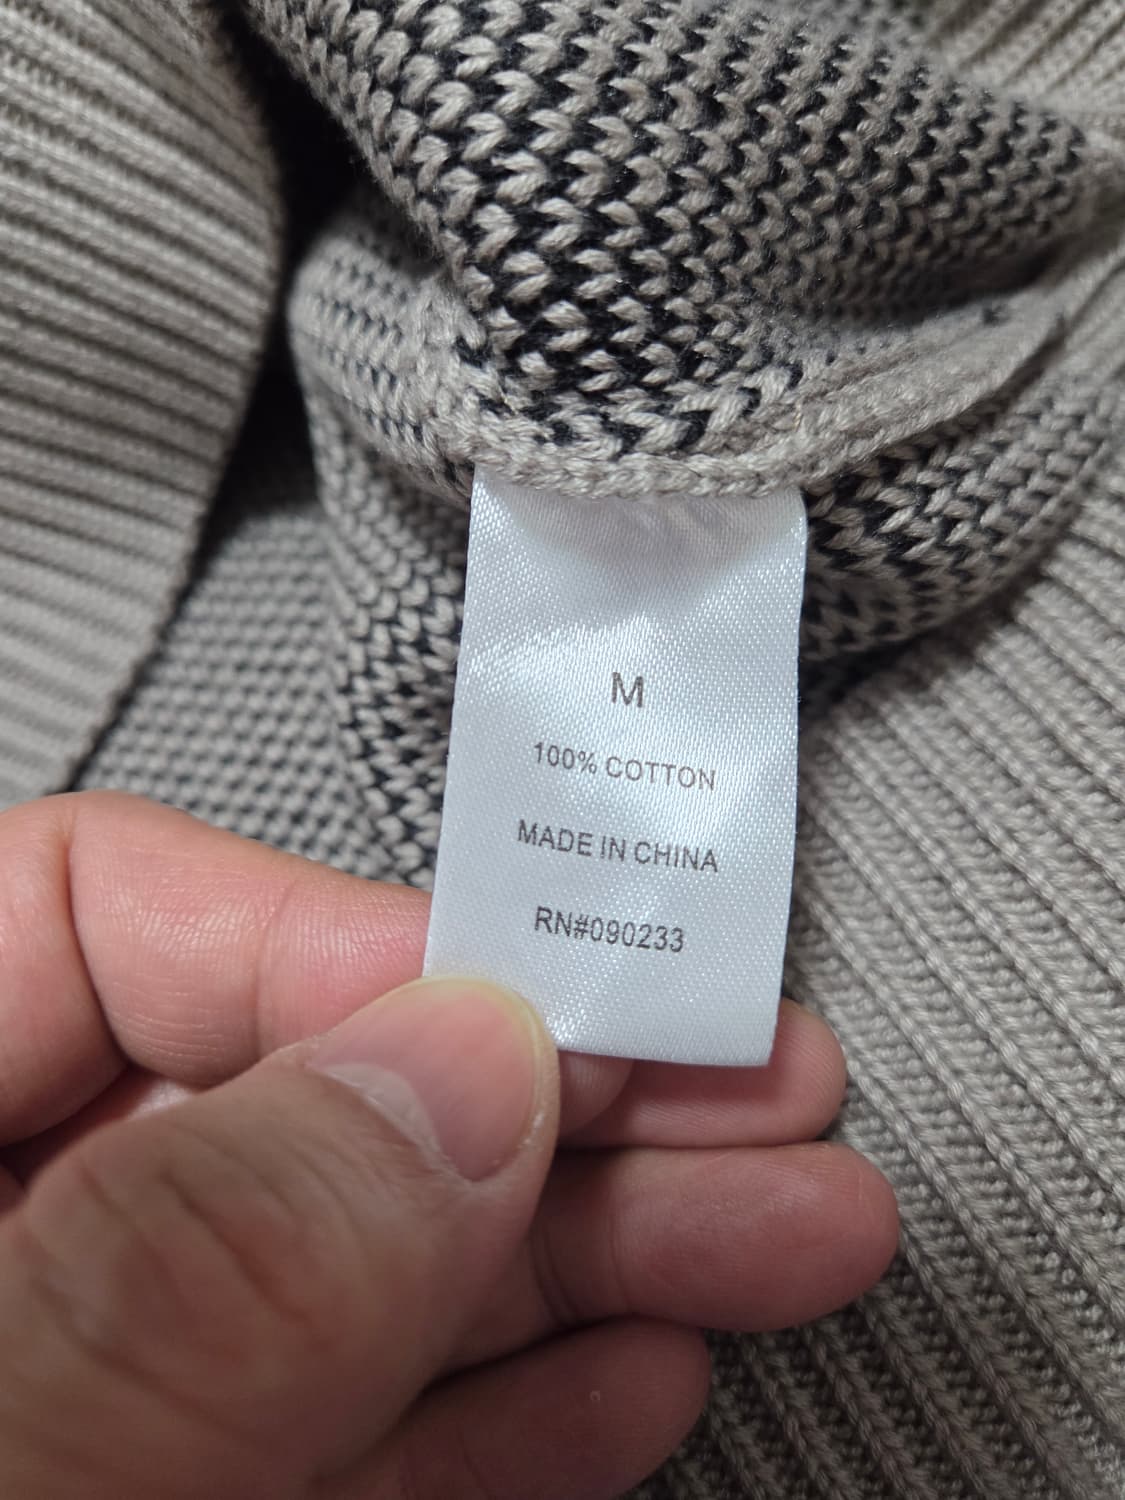 M
100% COTTON
MADE IN CHINA
RN#090233